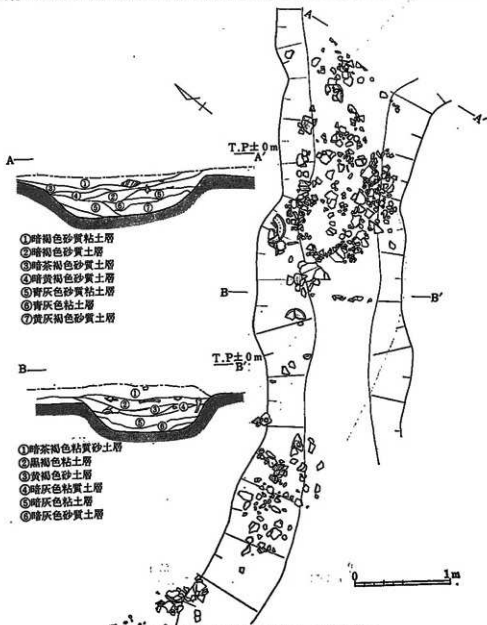 A
A′
T.P±0m
A
A′
①暗褐色砂質粘土層
②暗褐色砂質土層
③暗茶褐色砂質土層
④暗黄褐色砂質土層
⑤青灰色砂質粘土層
⑥青灰色粘土層
⑦黄灰褐色砂質土層
B
B′
T.P±0m
B
B′
①暗茶褐色粘質砂土層
②黒褐色粘土層
③黄褐色砂土層
④暗灰色粘質土層
⑤暗灰色粘土層
⑥暗灰色砂質土層
0 1m